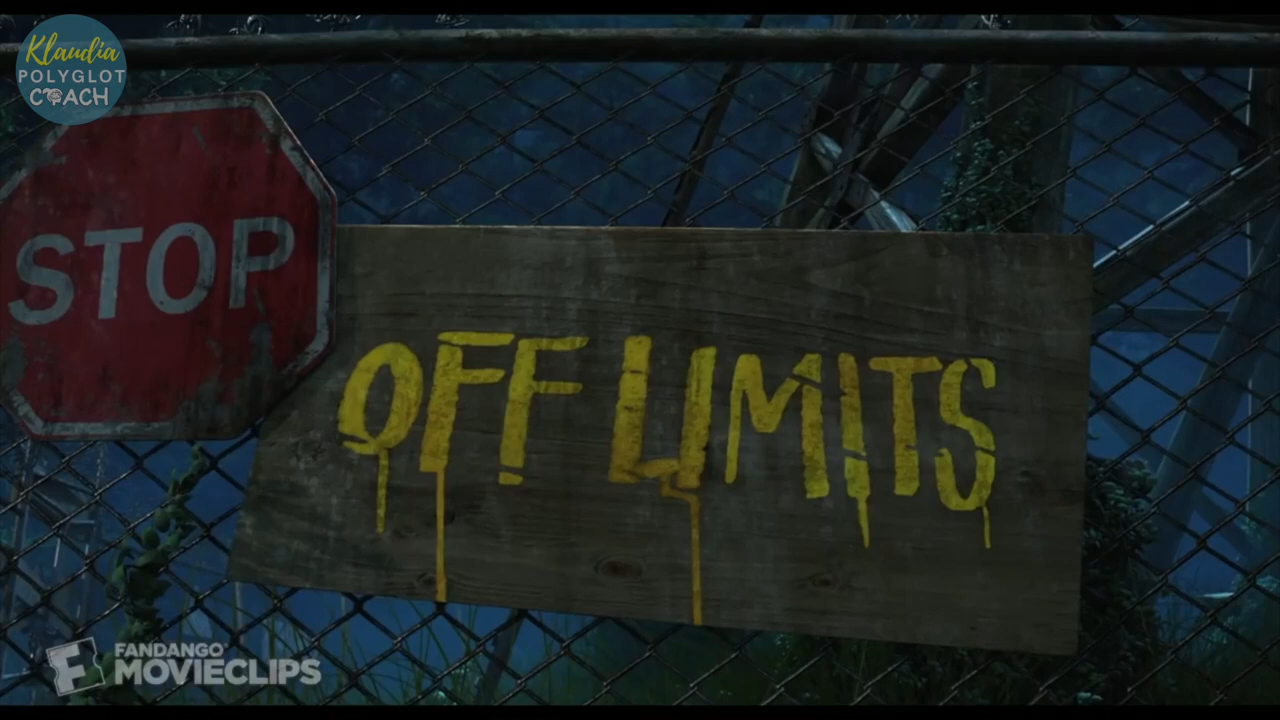 Klaudia
POLYGLOT
COACH
STOP
OFF LIMITS
FANDANGO
MOVIECLIPS